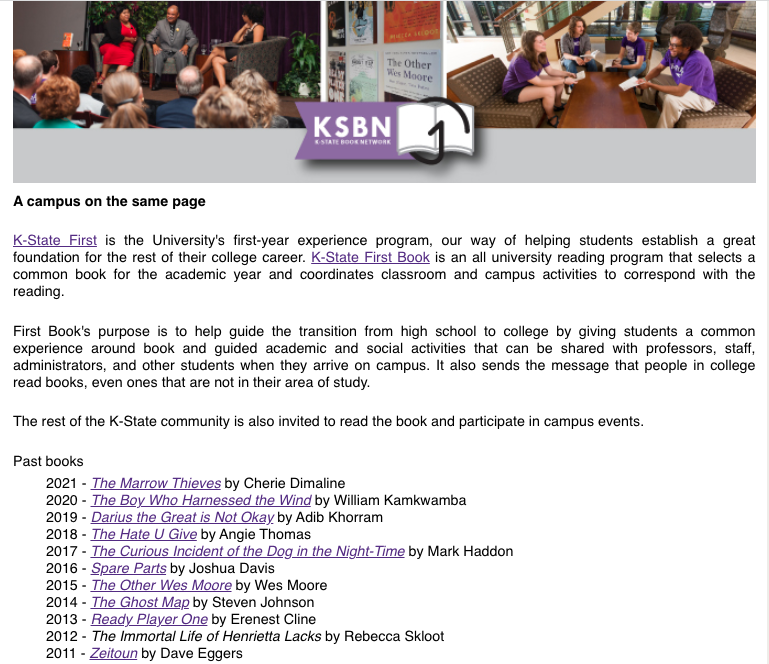 The Other
Wes Moore
KSBN
K-STATE BOOK NETWORK
A campus on the same page
K-State First is the University's first-year experience program, our way of helping students establish a great
foundation for the rest of their college career. K-State First Book is an all university reading program that selects a
common book for the academic year and coordinates classroom and campus activities to correspond with the
reading.
First Book's purpose is to help guide the transition from high school to college by giving students a common
experience around book and guided academic and social activities that can be shared with professors, staff,
administrators, and other students when they arrive on campus. It also sends the message that people in college
read books, even ones that are not in their area of study.
The rest of the K-State community is also invited to read the book and participate in campus events.
Past books
2021 - The Marrow Thieves by Cherie Dimaline
2020 - The Boy Who Harnessed the Wind by William Kamkwamba
2019 - Darius the Great is Not Okay by Adib Khorram
2018 - The Hate U Give by Angie Thomas
2017 - The Curious Incident of the Dog in the Night-Time by Mark Haddon
2016 - Spare Parts by Joshua Davis
2015 - The Other Wes Moore by Wes Moore
2014 - The Ghost Map by Steven Johnson
2013 - Ready Player One by Erenest Cline
2012 - The Immortal Life of Henrietta Lacks by Rebecca Skloot
2011 - Zeitoun by Dave Eggers